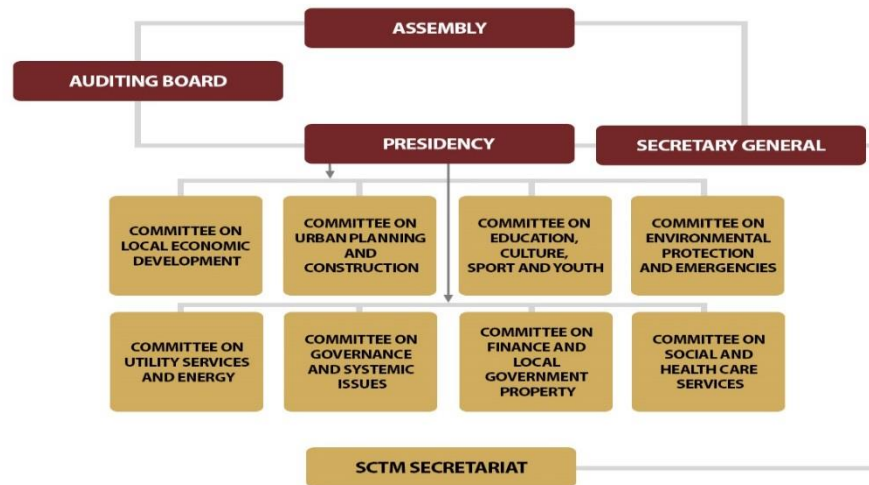 ASSEMBLY
AUDITING BOARD
PRESIDENCY
SECRETARY GENERAL
COMMITTEE ON
LOCAL ECONOMIC
DEVELOPMENT
COMMITTEE ON
URBAN PLANNING
AND
CONSTRUCTION
COMMITTEE ON
EDUCATION,
CULTURE,
SPORT AND YOUTH
COMMITTEE ON
ENVIRONMENTAL
PROTECTION
AND EMERGENCIES
COMMITTEE ON
UTILITY SERVICES
AND ENERGY
COMMITTEE ON
GOVERNANCE
AND SYSTEMIC
ISSUES
COMMITTEE ON
FINANCE AND
LOCAL
GOVERNMENT
PROPERTY
COMMITTEE ON
SOCIAL AND
HEALTH CARE
SERVICES
SCTM SECRETARIAT